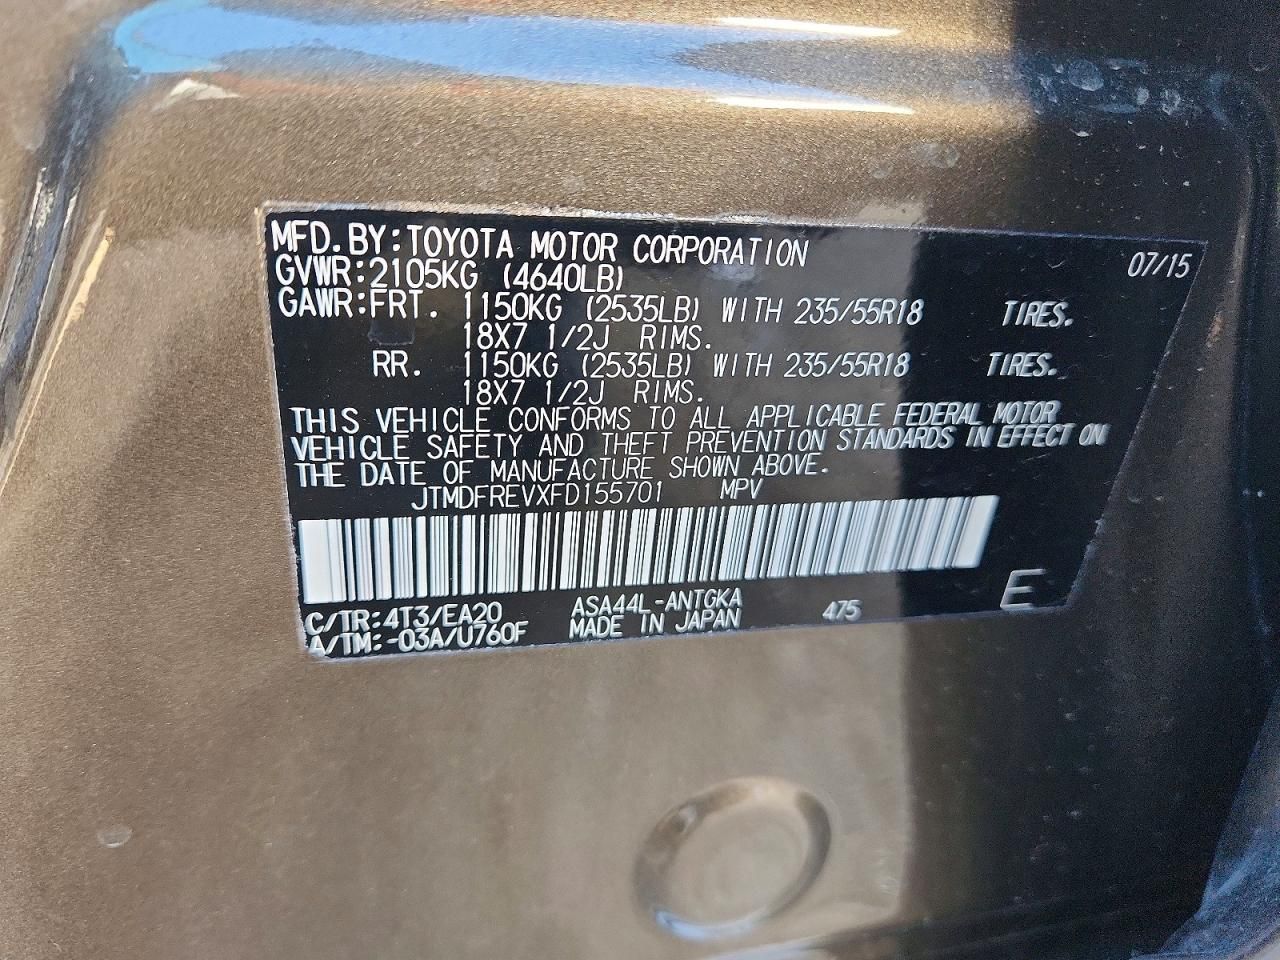 MFD. BY: TOYOTA MOTOR CORPORATION 07/15
GVWR: 2105KG (4640LB)
GAWR: FRT. 1150KG (2535LB) WITH 235/55R18 TIRES.
18X7 1/2J RIMS.
RR. 1150KG (2535LB) WITH 235/55R18 TIRES.
18X7 1/2J RIMS.
THIS VEHICLE CONFORMS TO ALL APPLICABLE FEDERAL MOTOR
VEHICLE SAFETY AND THEFT PREVENTION STANDARDS IN EFFECT ON
THE DATE OF MANUFACTURE SHOWN ABOVE.
JTMDFREVXFD155701 MPV
C/TR: 4T3/EA20 ASA44L-ANTGKA 475 E
A/TM: -03A/U760F MADE IN JAPAN